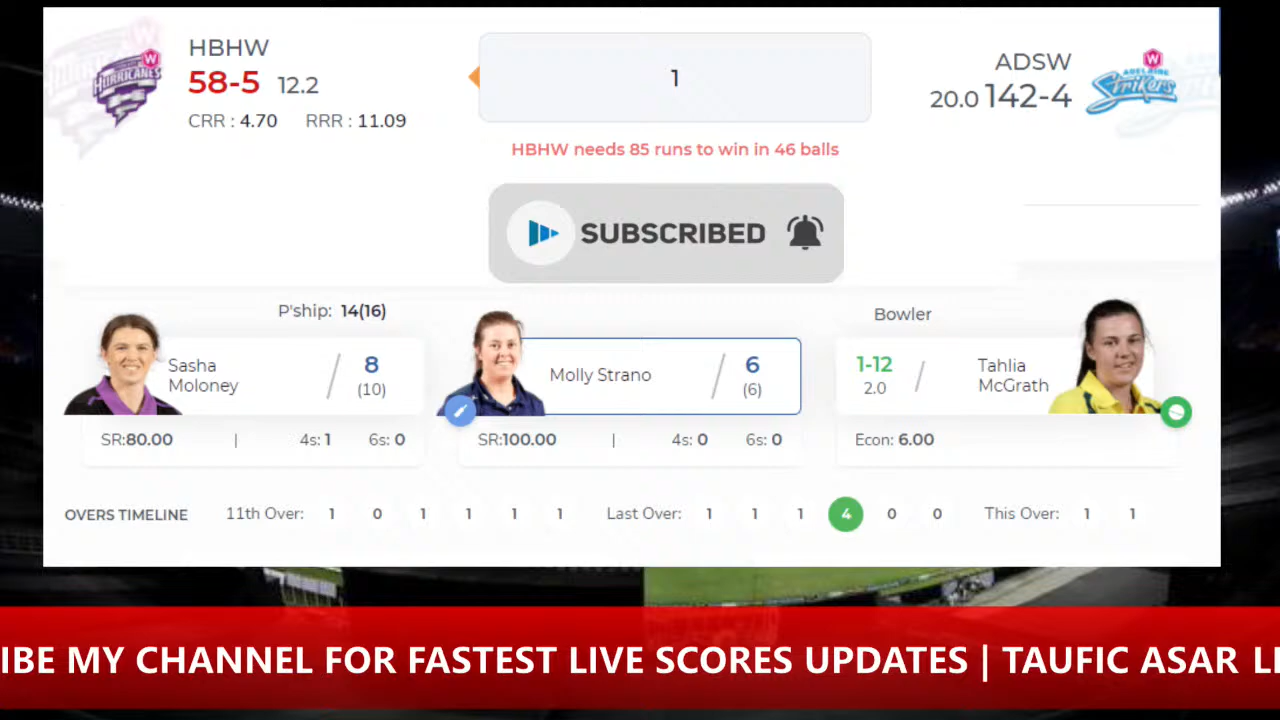 HBHW
58-5 12.2
CRR : 4.70 RRR : 11.09
1
ADSW
20.0 142-4
W
HURRICANES
W
ADELAIDE
Strikers
HBHW needs 85 runs to win in 46 balls
SUBSCRIBED
P'ship: 14(16)
Bowler
Sasha Moloney / 8 (10)
Molly Strano / 6 (6)
1-12 2.0 / Tahlia McGrath
SR:80.00 | 4s: 1 6s: 0
SR:100.00 | 4s: 0 6s: 0
Econ: 6.00
OVERS TIMELINE 11th Over: 1 0 1 1 1 1 Last Over: 1 1 1 4 0 0 This Over: 1 1
IBE MY CHANNEL FOR FASTEST LIVE SCORES UPDATES | TAUFIC ASAR LI